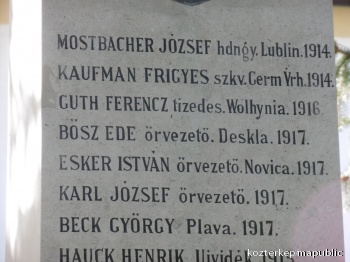 MOSTBACHER JÓZSEF hdngy. Lublin. 1914.
KAUFMAN FRIGYES szkv. Germ Vrh. 1914.
GUTH FERENCZ tizedes. Wolhynia. 1916
BÖSZ EDE örvezető. Deskla. 1917.
ESKER ISTVÁN örvezető. Novica. 1917.
KARL JÓZSEF örvezető. 1917.
BECK GYÖRGY Plava. 1917.
HAUCK HENRIK Ujvidék.
kozterkep.mapublic